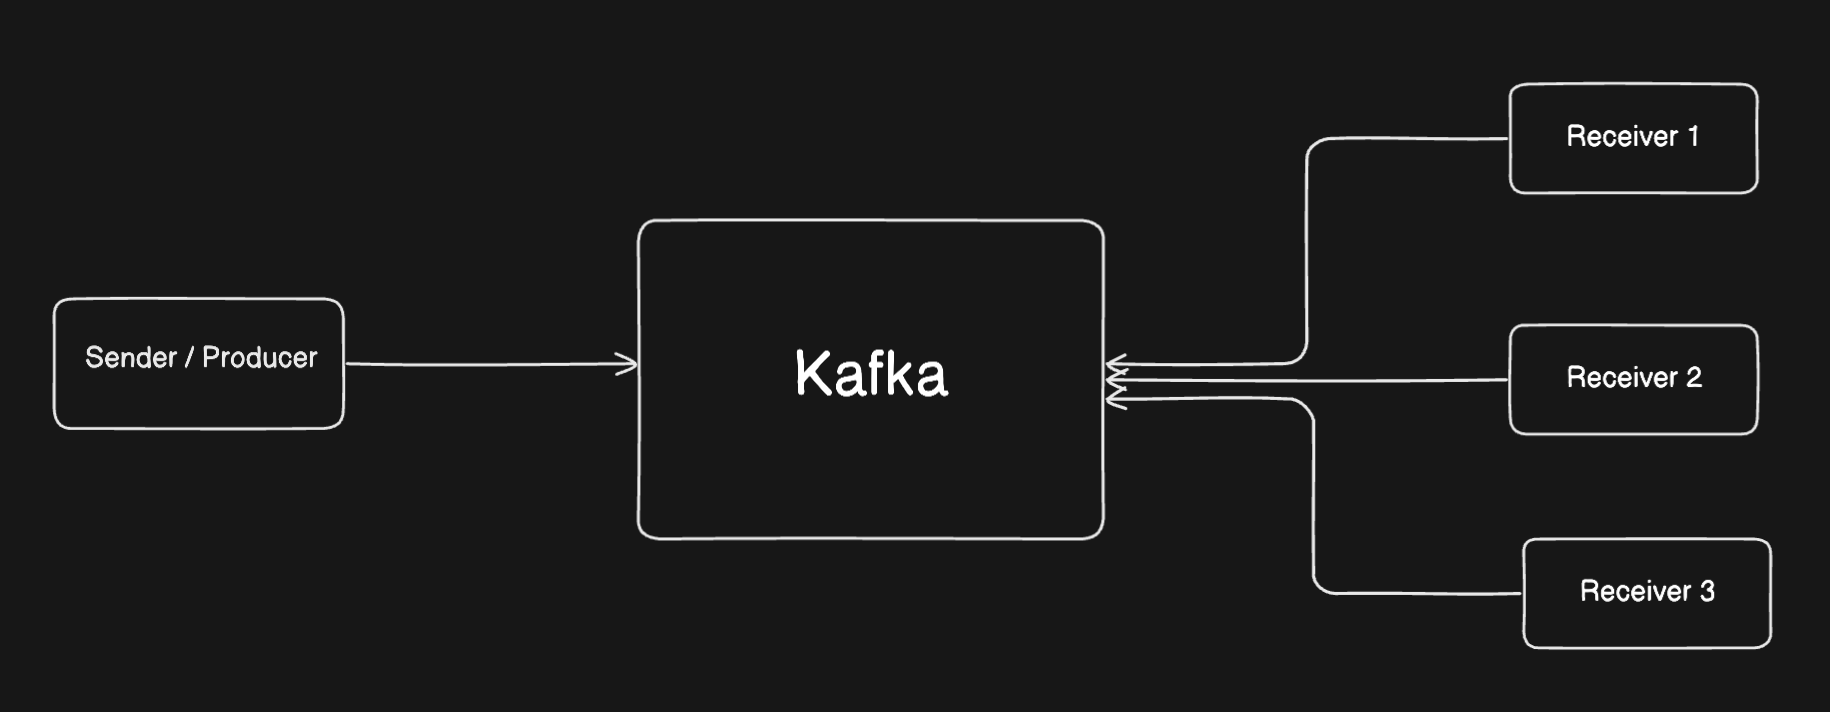 Sender / Producer
Kafka
Receiver 1
Receiver 2
Receiver 3